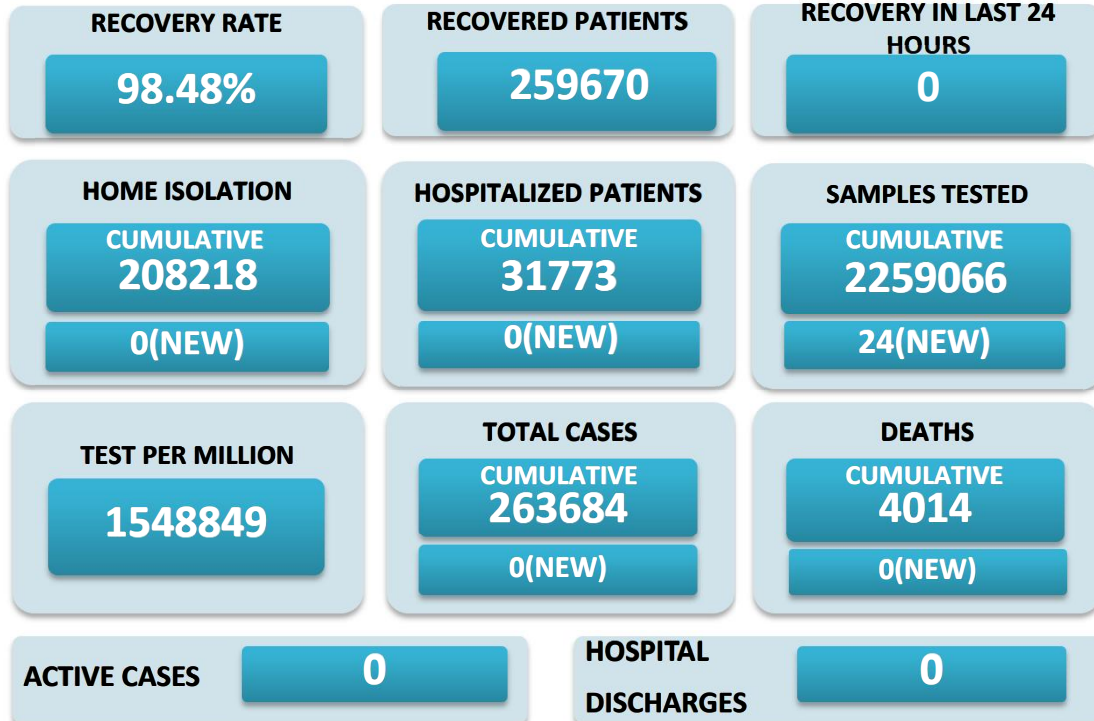 RECOVERY RATE
98.48%
RECOVERED PATIENTS
259670
RECOVERY IN LAST 24
HOURS
0
HOME ISOLATION
CUMULATIVE
208218
0(NEW)
HOSPITALIZED PATIENTS
CUMULATIVE
31773
0(NEW)
SAMPLES TESTED
CUMULATIVE
2259066
24(NEW)
TEST PER MILLION
1548849
TOTAL CASES
CUMULATIVE
263684
0(NEW)
DEATHS
CUMULATIVE
4014
0(NEW)
ACTIVE CASES
0
HOSPITAL
DISCHARGES
0